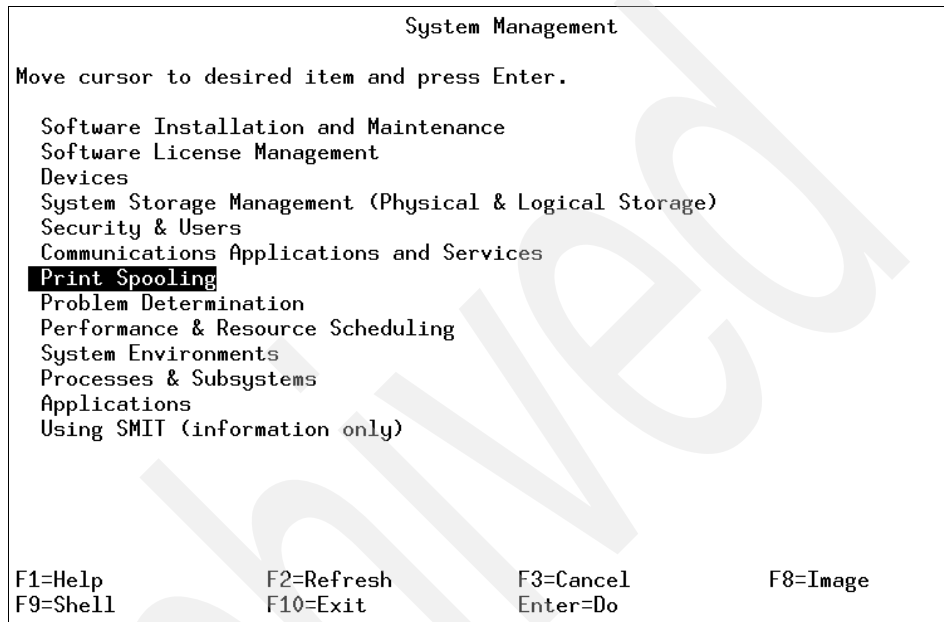 System Management
Move cursor to desired item and press Enter.
Software Installation and Maintenance
Software License Management
Devices
System Storage Management (Physical & Logical Storage)
Security & Users
Communications Applications and Services
Print Spooling
Problem Determination
Performance & Resource Scheduling
System Environments
Processes & Subsystems
Applications
Using SMIT (information only)
F1=Help F2=Refresh F3=Cancel F8=Image
F9=Shell F10=Exit Enter=Do